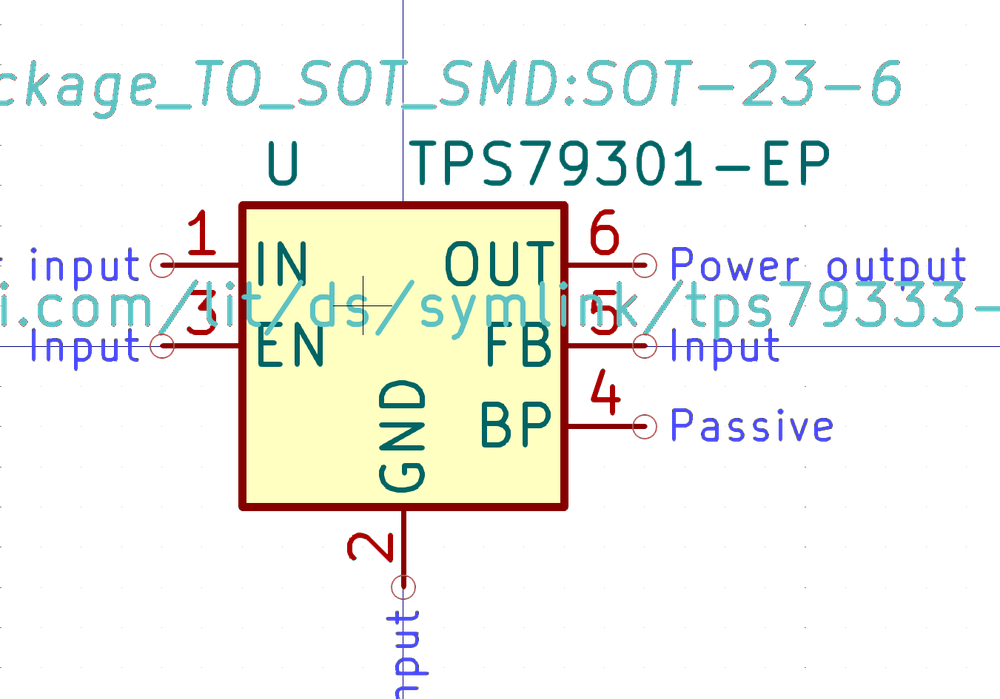 ckage_TO_SOT_SMD:SOT-23-6
U TPS79301-EP
1 6
input IN OUT Power output
i.com/lit/ds/symlink/tps79333-
3 5
Input EN FB Input
4
BP Passive
GND
2
nput